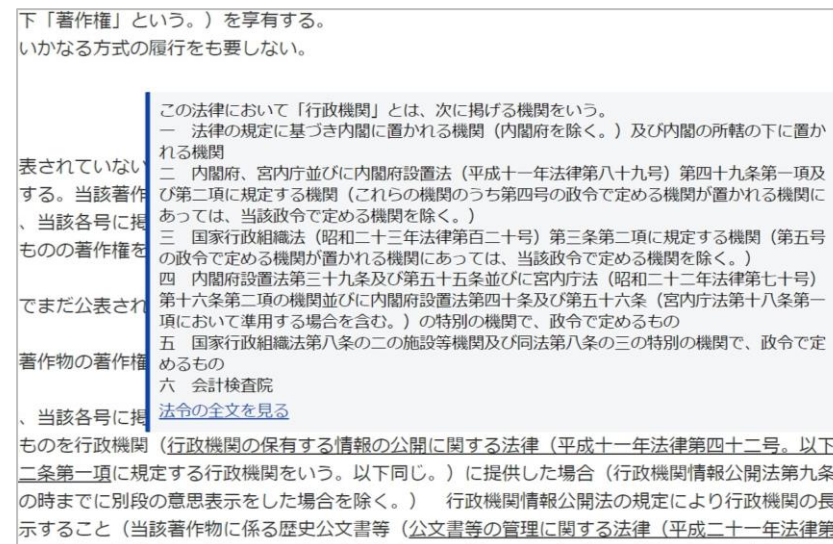 下「著作権」という。）を享有する。
いかなる方式の履行をも要しない。
この法律において「行政機関」とは、次に掲げる機関をいう。
一　法律の規定に基づき内閣に置かれる機関（内閣府を除く。）及び内閣の所轄の下に置か
れる機関
二　内閣府、宮内庁並びに内閣府設置法（平成十一年法律第八十九号）第四十九条第一項及
び第二項に規定する機関（これらの機関のうち第四号の政令で定める機関が置かれる機関に
あっては、当該政令で定める機関を除く。）
三　国家行政組織法（昭和二十三年法律第百二十号）第三条第二項に規定する機関（第五号
の政令で定める機関が置かれる機関にあっては、当該政令で定める機関を除く。）
四　内閣府設置法第三十九条及び第五十五条並びに宮内庁法（昭和二十二年法律第七十号）
第十六条第二項の機関並びに内閣府設置法第四十条及び第五十六条（宮内庁法第十八条第一
項において準用する場合を含む。）の特別の機関で、政令で定めるもの
五　国家行政組織法第八条の二の施設等機関及び同法第八条の三の特別の機関で、政令で定
めるもの
六　会計検査院
法令の全文を見る
表されていない
する。当該著作
、当該各号に掲
ものの著作権を
でまだ公表され
著作物の著作権
、当該各号に掲
ものを行政機関（行政機関の保有する情報の公開に関する法律（平成十一年法律第四十二号。以下
二条第一項に規定する行政機関をいう。以下同じ。）に提供した場合（行政機関情報公開法第九条
の時までに別段の意思表示をした場合を除く。）　行政機関情報公開法の規定により行政機関の長
示すること（当該著作物に係る歴史公文書等（公文書等の管理に関する法律（平成二十一年法律第